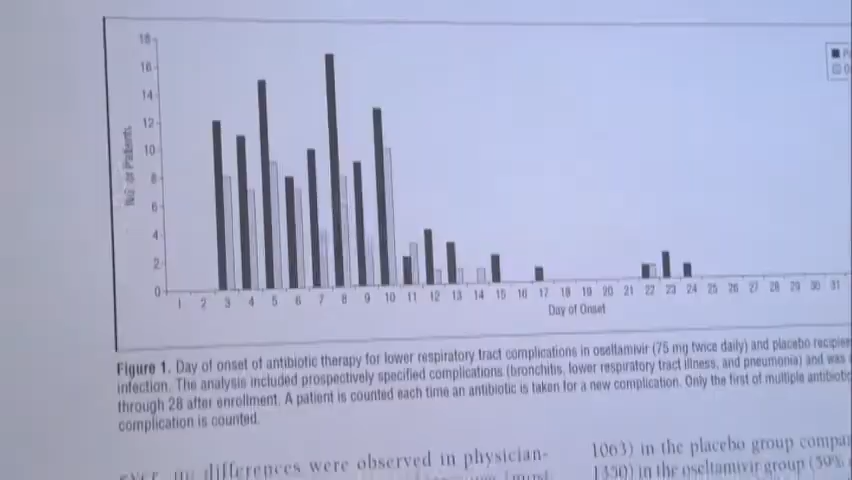 18
16
14
12
10
8
6
4
2
0
No. of Patients
1 2 3 4 5 6 7 8 9 10 11 12 13 14 15 16 17 18 19 20 21 22 23 24 25 26 27 28 29 30 31
Day of Onset
Figure 1. Day of onset of antibiotic therapy for lower respiratory tract complications in oseltamivir (75 mg twice daily) and placebo
infection. The analysis included prospectively specified complications (bronchitis, lower respiratory tract illness, and pneumonia) and was
through 28 after enrollment. A patient is counted each time an antibiotic is taken for a new complication. Only the first of multiple
complication is counted.
differences were observed in physician-
1063) in the placebo group
in the oseltamivir group